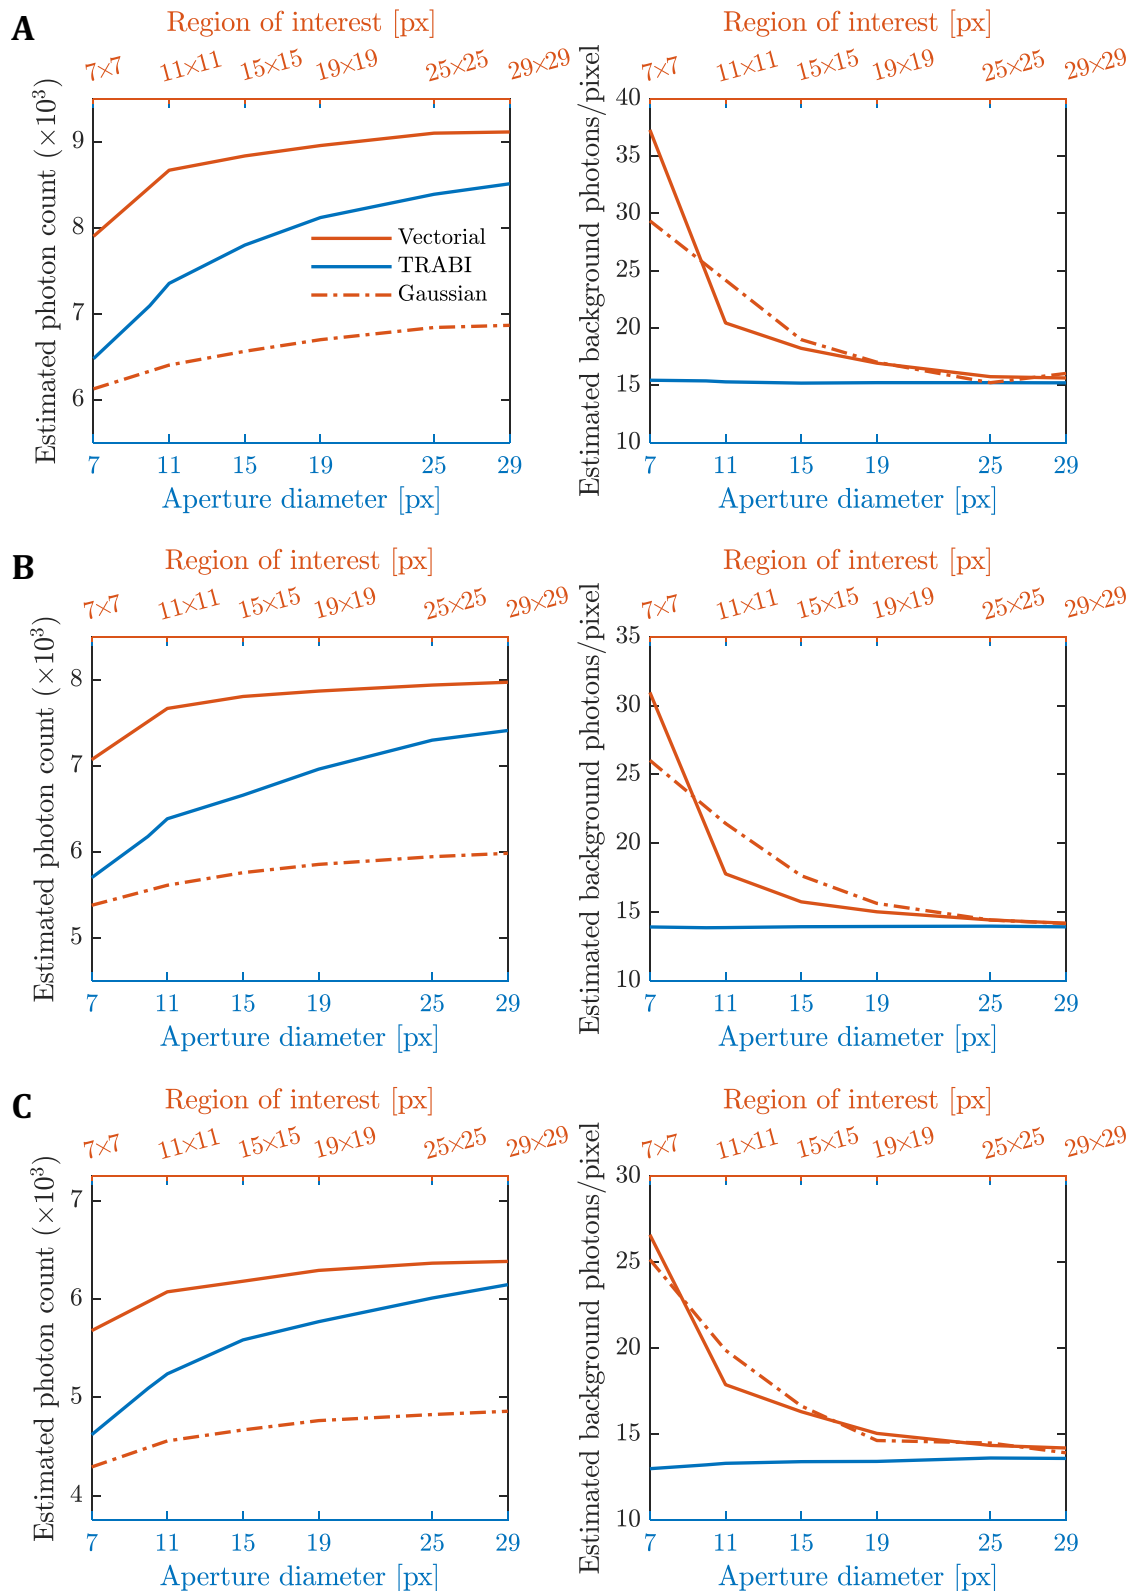 A
Region of interest [px]
7×7 11×11 15×15 19×19 25×25 29×29
Estimated photon count (×10³)
9
8
7
6
Vectorial
TRABI
Gaussian
7 11 15 19 25 29
Aperture diameter [px]
Region of interest [px]
7×7 11×11 15×15 19×19 25×25 29×29
Estimated background photons/pixel
40
35
30
25
20
15
10
7 11 15 19 25 29
Aperture diameter [px]
B
Region of interest [px]
7×7 11×11 15×15 19×19 25×25 29×29
Estimated photon count (×10³)
8
7
6
5
7 11 15 19 25 29
Aperture diameter [px]
Region of interest [px]
7×7 11×11 15×15 19×19 25×25 29×29
Estimated background photons/pixel
35
30
25
20
15
10
7 11 15 19 25 29
Aperture diameter [px]
C
Region of interest [px]
7×7 11×11 15×15 19×19 25×25 29×29
Estimated photon count (×10³)
7
6
5
4
7 11 15 19 25 29
Aperture diameter [px]
Region of interest [px]
7×7 11×11 15×15 19×19 25×25 29×29
Estimated background photons/pixel
30
25
20
15
10
7 11 15 19 25 29
Aperture diameter [px]